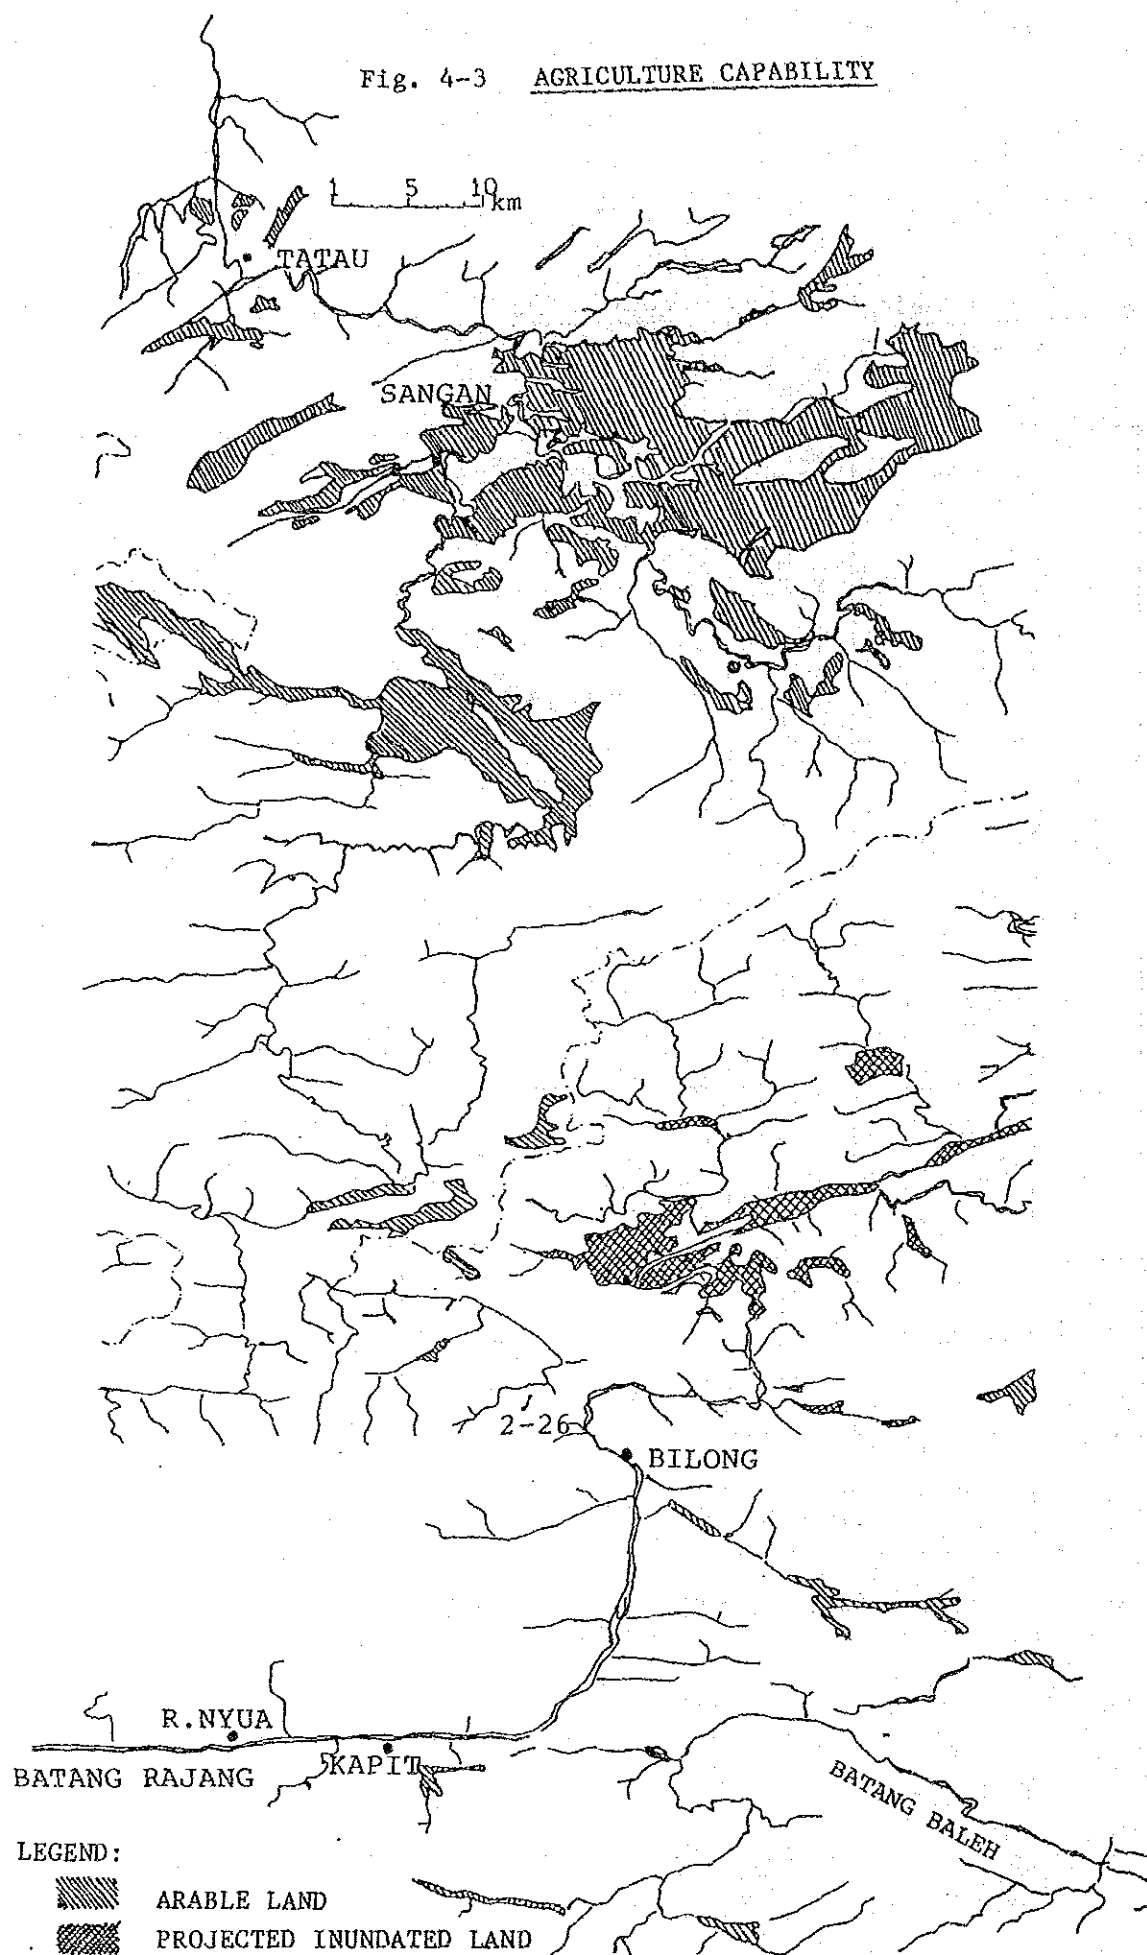 Fig. 4-3 AGRICULTURE CAPABILITY
1 5 10
km
TATAU
SANGAN
2-26
BILONG
R.NYUA
KAPIT
BATANG RAJANG
BATANG BALEH
LEGEND:
ARABLE LAND
PROJECTED INUNDATED LAND